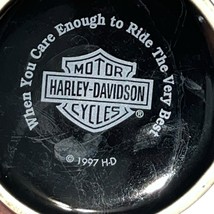 When You Care Enough to Ride The Very Best
MOTOR
HARLEY-DAVIDSON
CYCLES ®
© 1997 H-D